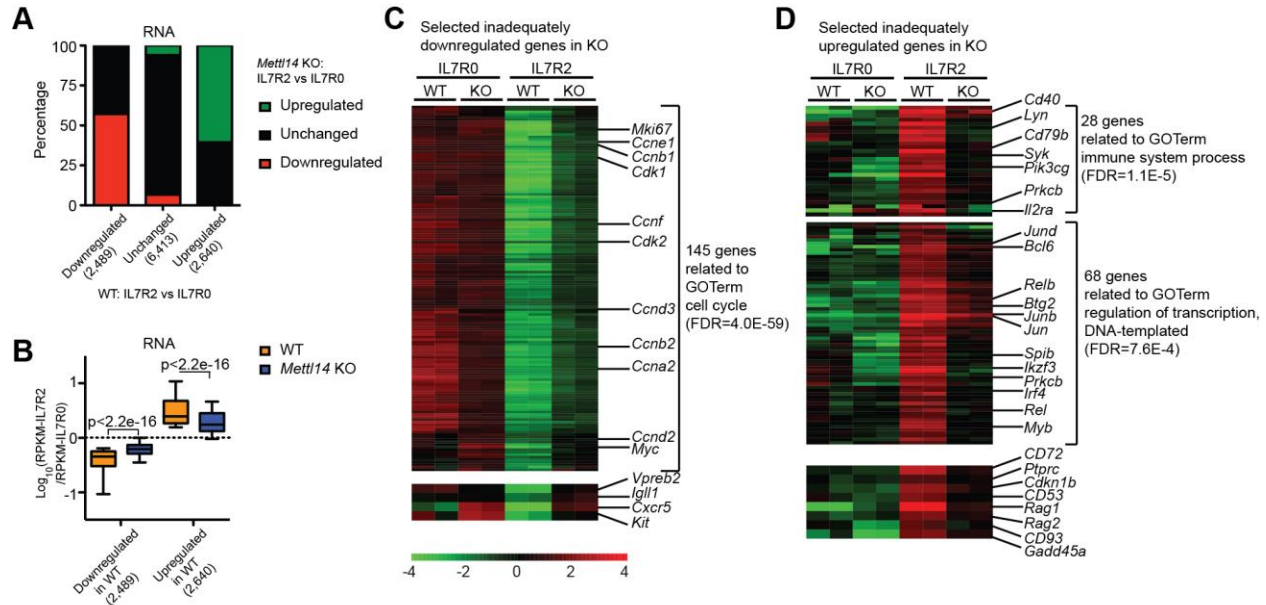 A
RNA
Percentage
100
75
50
25
0
Mettl14 KO:
IL7R2 vs IL7R0
Upregulated
Unchanged
Downregulated
Downregulated
(2,489)
Unchanged
(6,413)
Upregulated
(2,640)
WT: IL7R2 vs IL7R0
B
RNA
WT
Mettl14 KO
p<2.2e-16
p<2.2e-16
Log10(RPKM-IL7R2
/RPKM-IL7R0)
1
0
-1
Downregulated
in WT
(2,489)
Upregulated
in WT
(2,640)
C
Selected inadequately
downregulated genes in KO
IL7R0 IL7R2
WT KO WT KO
Mki67
Ccne1
Ccnb1
Cdk1
Ccnf
Cdk2
Ccnd3
Ccnb2
Ccna2
Ccnd2
Myc
145 genes
related to
GOTerm
cell cycle
(FDR=4.0E-59)
Vpreb2
Igll1
Cxcr5
Kit
-4 -2 0 2 4
D
Selected inadequately
upregulated genes in KO
IL7R0 IL7R2
WT KO WT KO
Cd40
Lyn
Cd79b
Syk
Pik3cg
Prkcb
Il2ra
28 genes
related to GOTerm
immune system process
(FDR=1.1E-5)
Jund
Bcl6
Relb
Btg2
Junb
Jun
Spib
Ikzf3
Prkcb
Irf4
Rel
Myb
68 genes
related to GOTerm
regulation of transcription,
DNA-templated
(FDR=7.6E-4)
CD72
Ptprc
Cdkn1b
CD53
Rag1
Rag2
CD93
Gadd45a